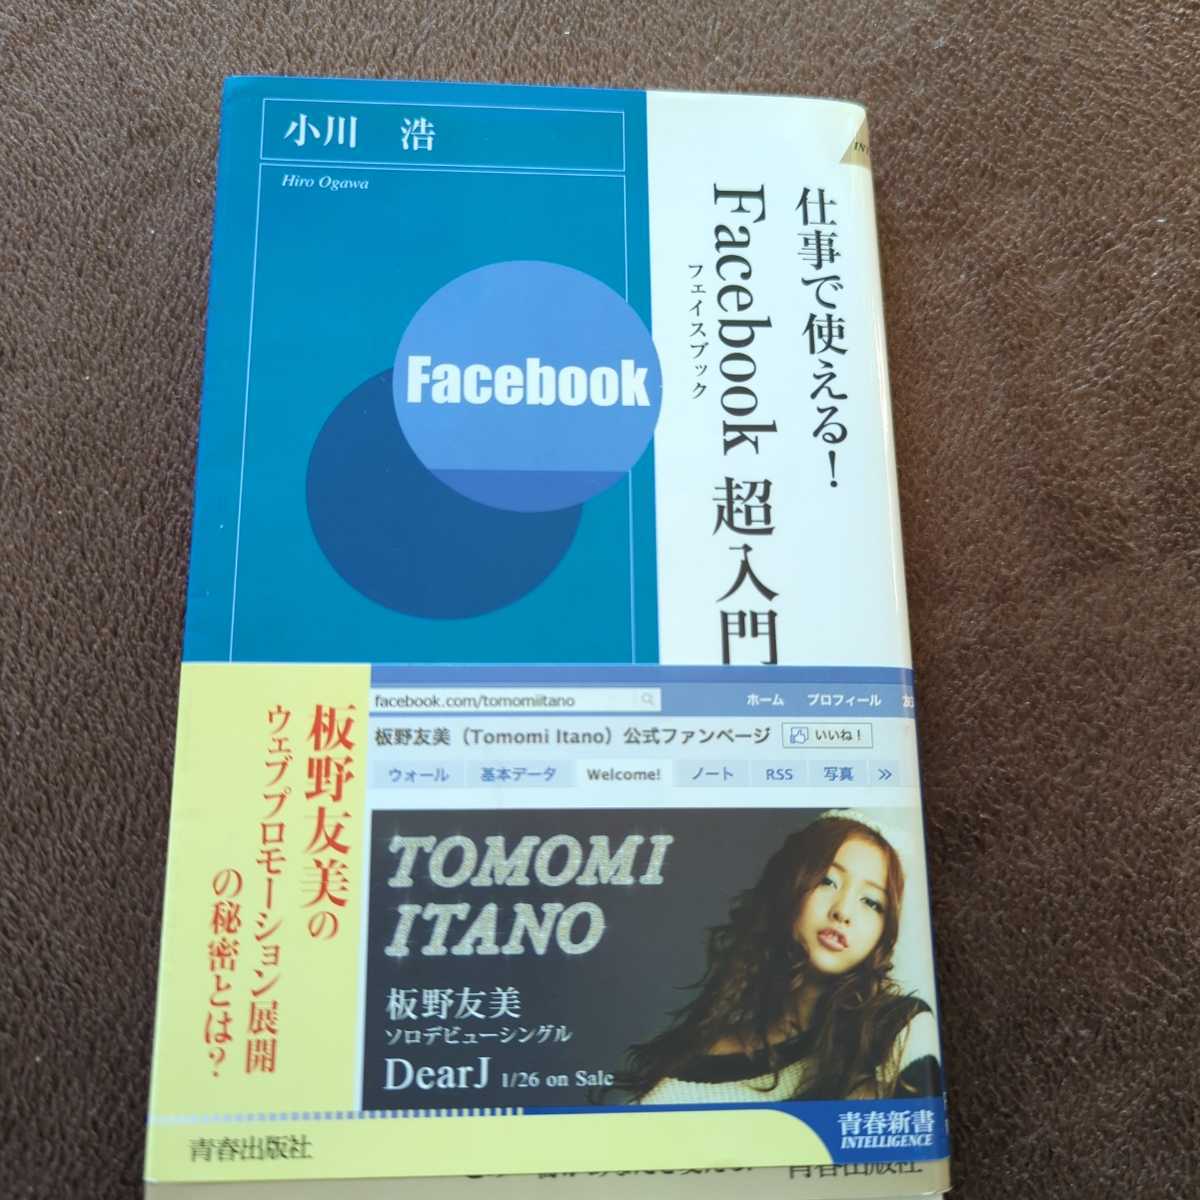 小川 浩
Hiro Ogawa
仕事で使える!
Facebook 超入門
フェイスブック
Facebook
板野友美の
ウェブプロモーション展開
の秘密とは?
facebook.com/tomomiitano
ホーム プロフィール
板野友美（Tomomi Itano）公式ファンページ いいね!
ウォール 基本データ Welcome! ノート RSS 写真 »
TOMOMI
ITANO
板野友美
ソロデビューシングル
DearJ 1/26 on Sale
青春新書
INTELLIGENCE
青春出版社